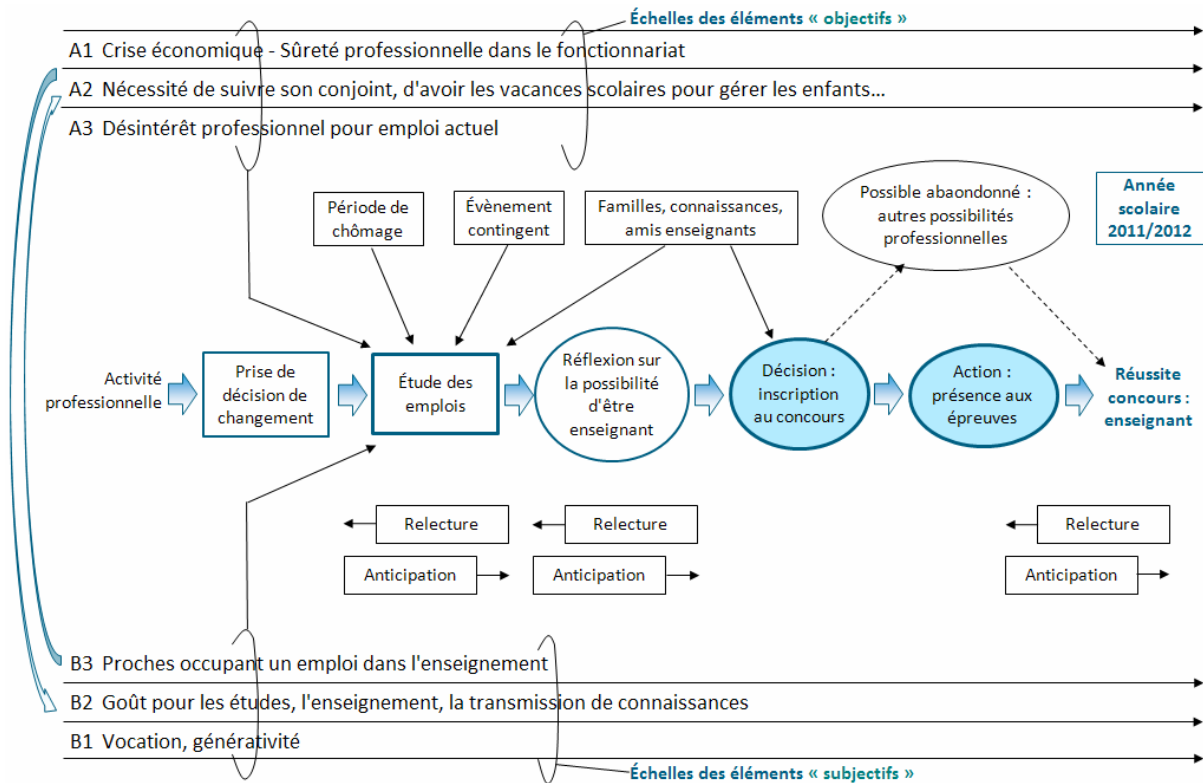 Échelles des éléments « objectifs »
A1 Crise économique - Sûreté professionnelle dans le fonctionnariat
A2 Nécessité de suivre son conjoint, d'avoir les vacances scolaires pour gérer les enfants...
A3 Désintérêt professionnel pour emploi actuel
Période de
chômage
Évènement
contingent
Familles, connaissances,
amis enseignants
Possible abaondonné :
autres possibilités
professionnelles
Année
scolaire
2011/2012
Activité
professionnelle
Prise de
décision de
changement
Étude des
emplois
Réflexion sur
la possibilité
d'être
enseignant
Décision :
inscription
au concours
Action :
présence aux
épreuves
Réussite
concours :
enseignant
Relecture
Relecture
Relecture
Anticipation
Anticipation
Anticipation
B3 Proches occupant un emploi dans l'enseignement
B2 Goût pour les études, l'enseignement, la transmission de connaissances
B1 Vocation, générativité
Échelles des éléments « subjectifs »